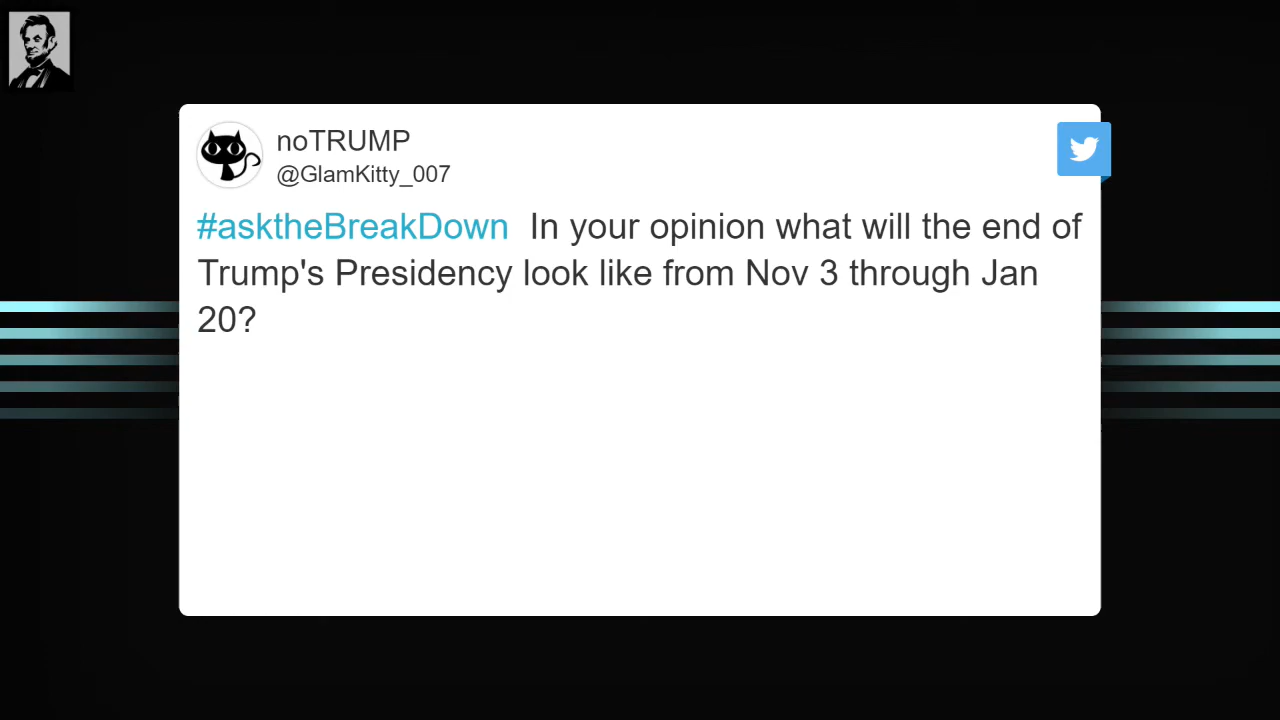 noTRUMP
@GlamKitty_007
#asktheBreakDown In your opinion what will the end of
Trump's Presidency look like from Nov 3 through Jan
20?